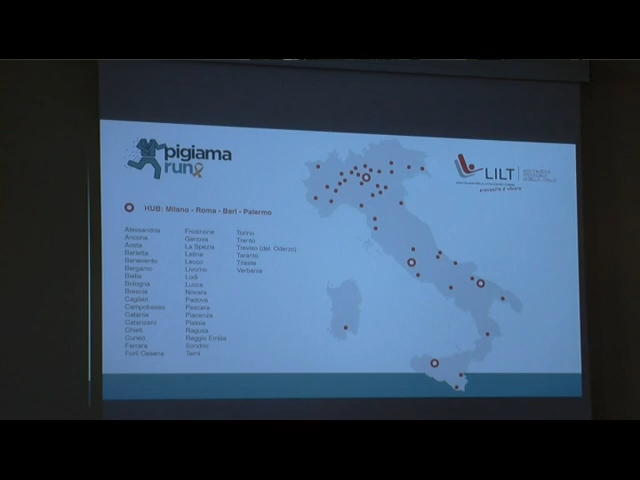 pigiama
run
LILT
prevenire è vivere
HUB: Milano - Roma - Bari - Palermo
Alessandria
Ancona
Aosta
Barletta
Benevento
Bergamo
Biella
Bologna
Brescia
Cagliari
Campobasso
Catania
Catanzaro
Chieti
Cuneo
Ferrara
Forlì Cesena
Frosinone
Genova
La Spezia
Latina
Lecco
Livorno
Lodi
Lucca
Novara
Padova
Pescara
Piacenza
Pistoia
Ragusa
Reggio Emilia
Sondrio
Terni
Torino
Trento
Treviso (del. Oderzo)
Taranto
Trieste
Verbania